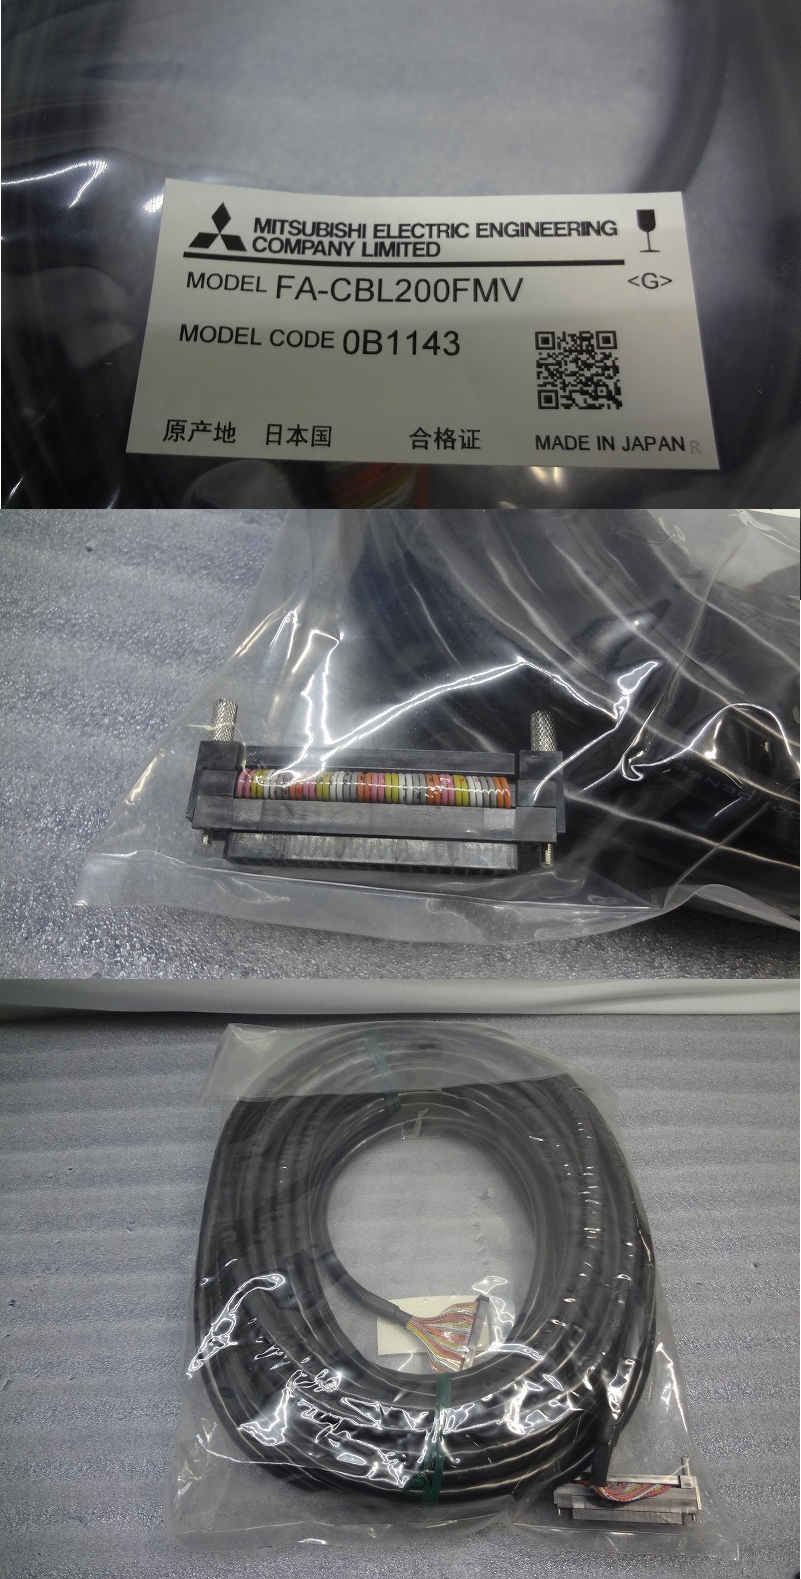 MITSUBISHI ELECTRIC ENGINEERING
COMPANY LIMITED
MODEL FA-CBL200FMV
<G>
MODEL CODE 0B1143
原产地 日本国 合格证 MADE IN JAPAN R